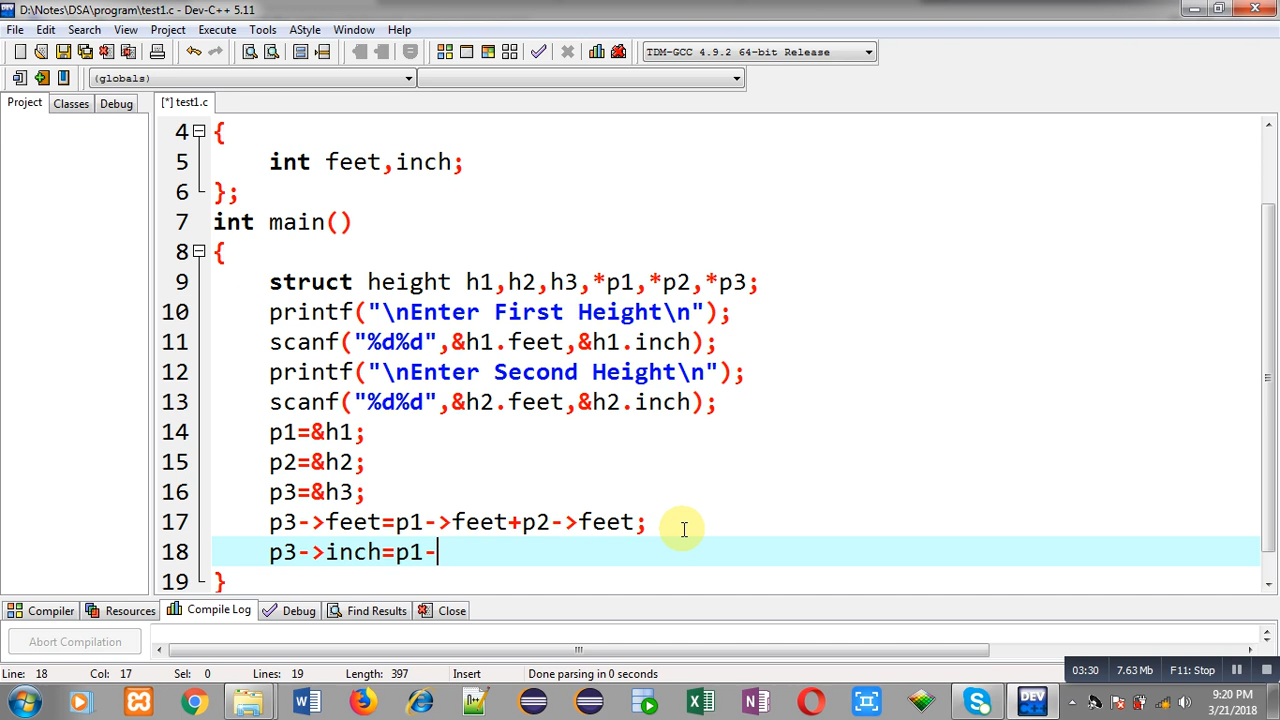 D:\Notes\DSA\program\test1.c - Dev-C++ 5.11
File Edit Search View Project Execute Tools AStyle Window Help
TDM-GCC 4.9.2 64-bit Release
(globals)
Project Classes Debug [*] test1.c
4 {
5 int feet,inch;
6 };
7 int main()
8 {
9 struct height h1,h2,h3,*p1,*p2,*p3;
10 printf("\nEnter First Height\n");
11 scanf("%d%d",&h1.feet,&h1.inch);
12 printf("\nEnter Second Height\n");
13 scanf("%d%d",&h2.feet,&h2.inch);
14 p1=&h1;
15 p2=&h2;
16 p3=&h3;
17 p3->feet=p1->feet+p2->feet;
18 p3->inch=p1-
19 }
Compiler Resources Compile Log Debug Find Results Close
Abort Compilation
Line: 18 Col: 17 Sel: 0 Lines: 19 Length: 397 Insert Done parsing in 0 seconds
03:30 7.63 Mb F11: Stop
DEV
9:20 PM
3/21/2018